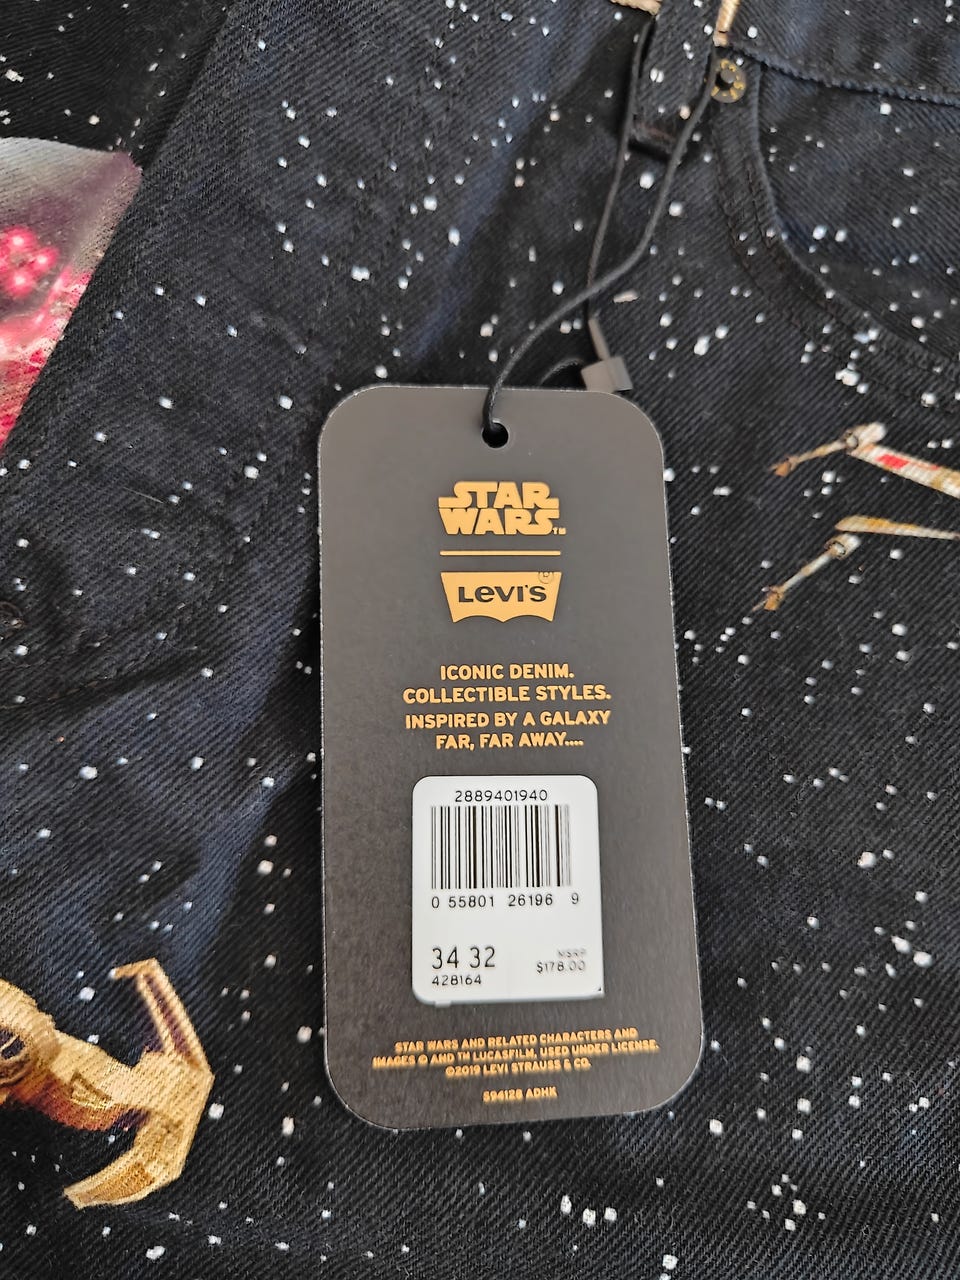 STAR
WARS™
LEVI'S®
ICONIC DENIM.
COLLECTIBLE STYLES.
INSPIRED BY A GALAXY
FAR, FAR AWAY....
2889401940
0 55801 26196 9
34 32
428164
MSRP
$178.00
STAR WARS AND RELATED CHARACTERS AND
IMAGES © AND TM LUCASFILM, USED UNDER LICENSE.
©2019 LEVI STRAUSS & CO.
594128 ADHK